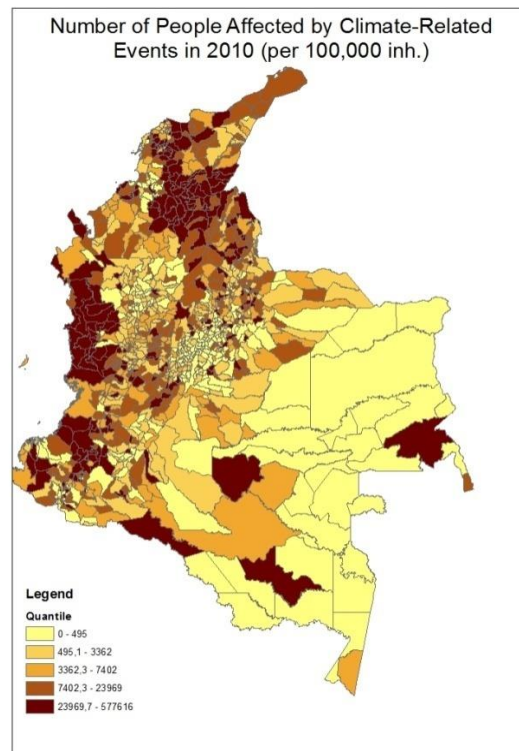 Number of People Affected by Climate-Related
Events in 2010 (per 100,000 inh.)
Legend
Quantile
0 - 495
495,1 - 3362
3362,3 - 7402
7402,3 - 23969
23969,7 - 577616